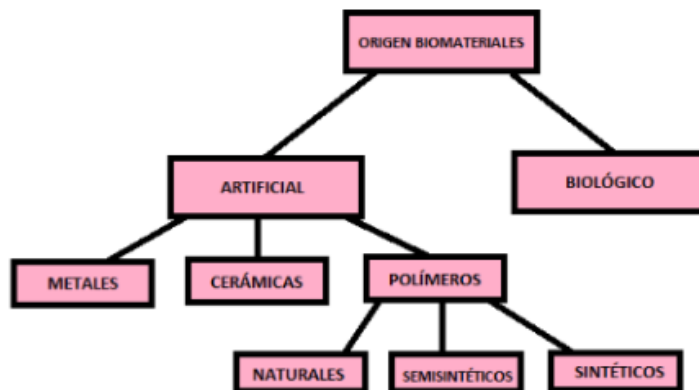 ORIGEN BIOMATERIALES
ARTIFICIAL
BIOLÓGICO
METALES
CERÁMICAS
POLÍMEROS
NATURALES
SEMISINTÉTICOS
SINTÉTICOS